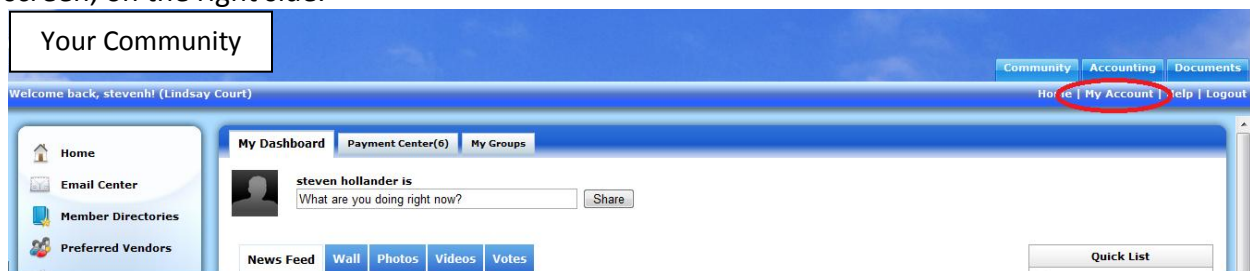 screen, on the right side.
Your Community
Community Accounting Documents
Welcome back, stevenh! (Lindsay Court) Home | My Account | Help | Logout
My Dashboard Payment Center(6) My Groups
Home
steven hollander is
Email Center
What are you doing right now? Share
Member Directories
Preferred Vendors
News Feed Wall Photos Videos Votes Quick List